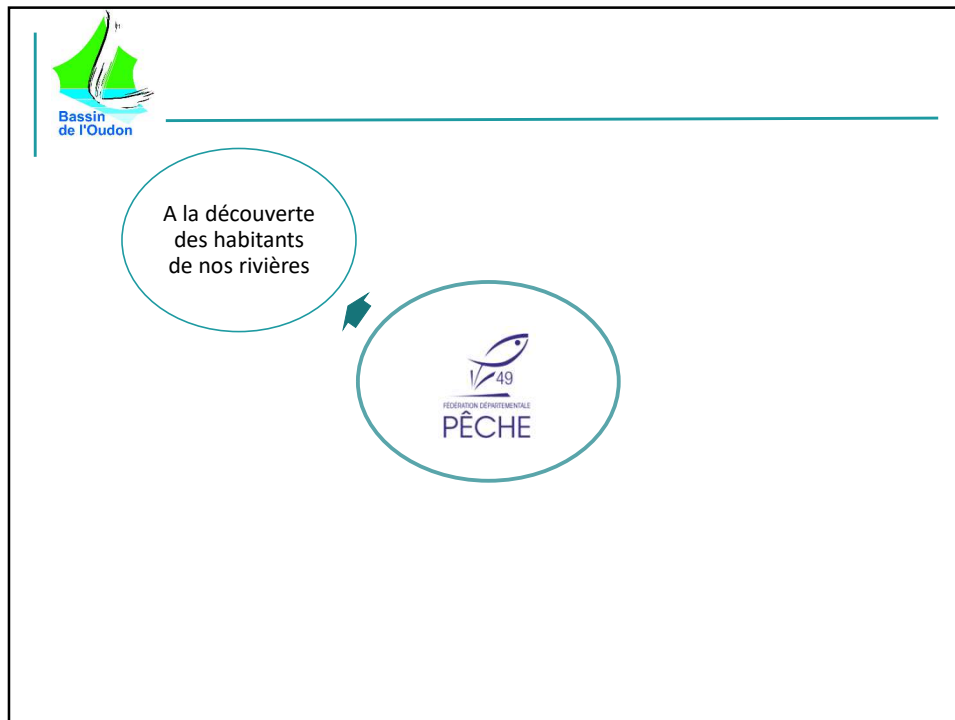 Bassin
de l'Oudon
A la découverte
des habitants
de nos rivières
49
FÉDÉRATION DÉPARTEMENTALE
PÊCHE